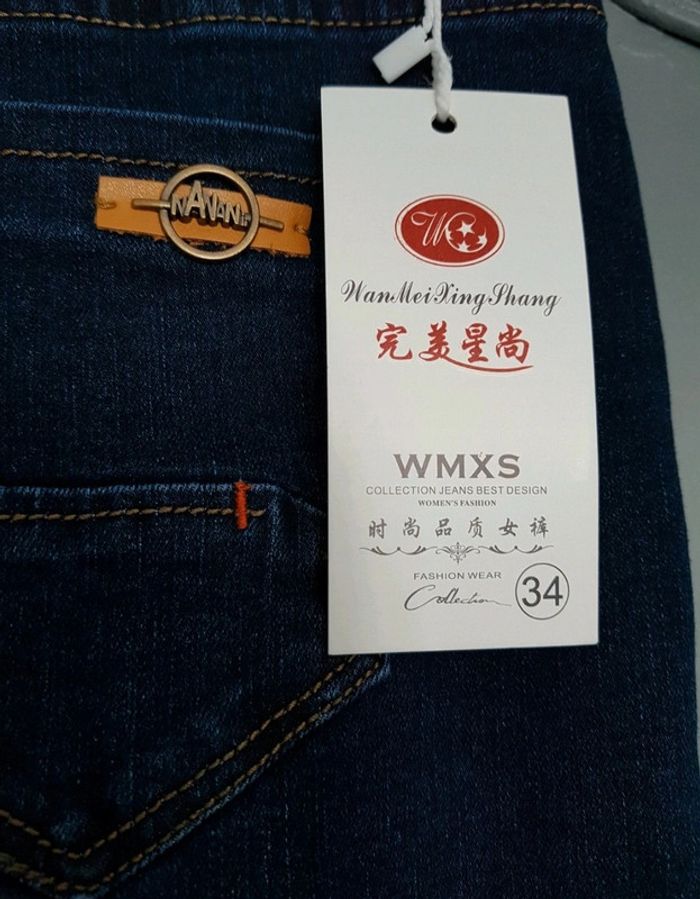 WanMeiXingShang
完美星尚
WMXS
COLLECTION JEANS BEST DESIGN
WOMEN'S FASHION
时尚品质女裤
FASHION WEAR
Collection
34